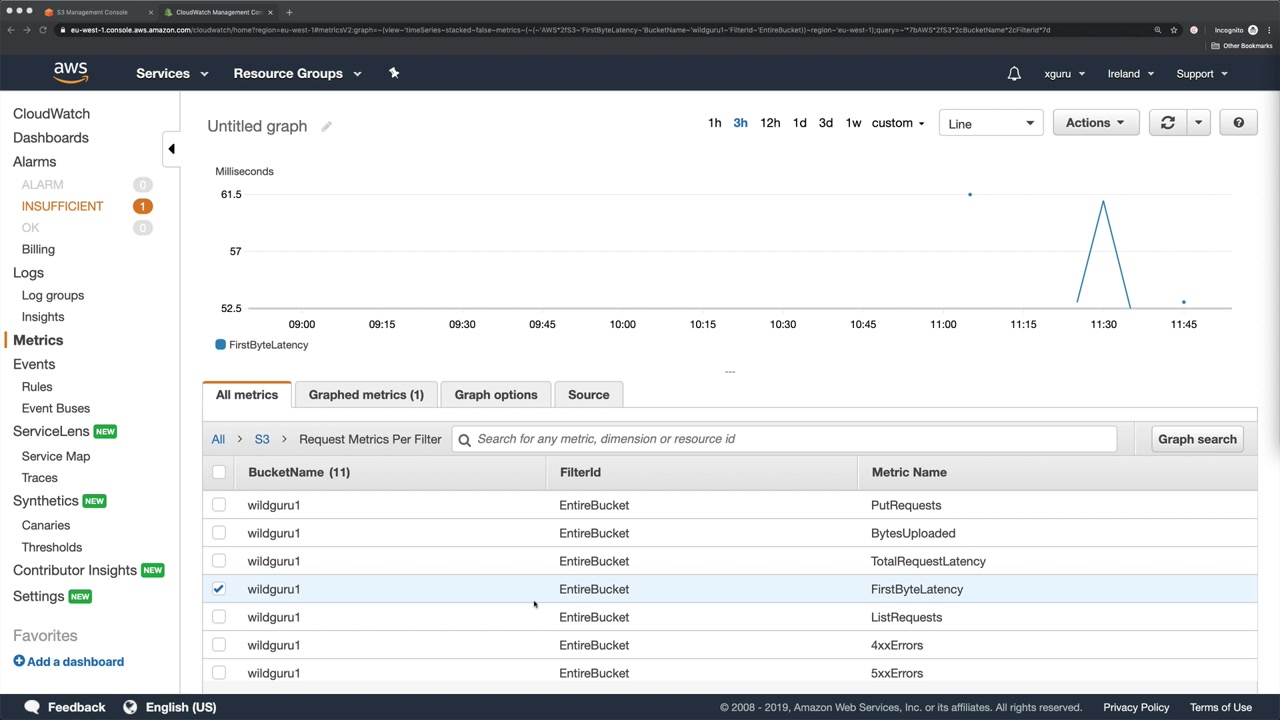 S3 Management Console
CloudWatch Management Con
eu-west-1.console.aws.amazon.com/cloudwatch/home?region=eu-west-1#metricsV2:graph=~(view~'timeSeries~stacked~false~metrics~(~(~'AWS*2fS3~'FirstByteLatency~'BucketName~'wildguru1~'FilterId~'EntireBucket))~region~'eu-west-1);query=~'*7bAWS*2fS3*2cBucketName*2cFilterId*7d
Incognito
Other Bookmarks
aws
Services
Resource Groups
xguru
Ireland
Support
CloudWatch
Dashboards
Alarms
ALARM 0
INSUFFICIENT 1
OK 0
Billing
Logs
Log groups
Insights
Metrics
Events
Rules
Event Buses
ServiceLens NEW
Service Map
Traces
Synthetics NEW
Canaries
Thresholds
Contributor Insights NEW
Settings NEW
Favorites
Add a dashboard
Untitled graph
1h 3h 12h 1d 3d 1w custom
Line
Actions
Milliseconds
61.5
57
52.5
09:00 09:15 09:30 09:45 10:00 10:15 10:30 10:45 11:00 11:15 11:30 11:45
FirstByteLatency
All metrics
Graphed metrics (1)
Graph options
Source
All > S3 > Request Metrics Per Filter
Search for any metric, dimension or resource id
Graph search
BucketName (11) FilterId Metric Name
wildguru1 EntireBucket PutRequests
wildguru1 EntireBucket BytesUploaded
wildguru1 EntireBucket TotalRequestLatency
wildguru1 EntireBucket FirstByteLatency
wildguru1 EntireBucket ListRequests
wildguru1 EntireBucket 4xxErrors
wildguru1 EntireBucket 5xxErrors
Feedback
English (US)
© 2008 - 2019, Amazon Web Services, Inc. or its affiliates. All rights reserved.
Privacy Policy
Terms of Use